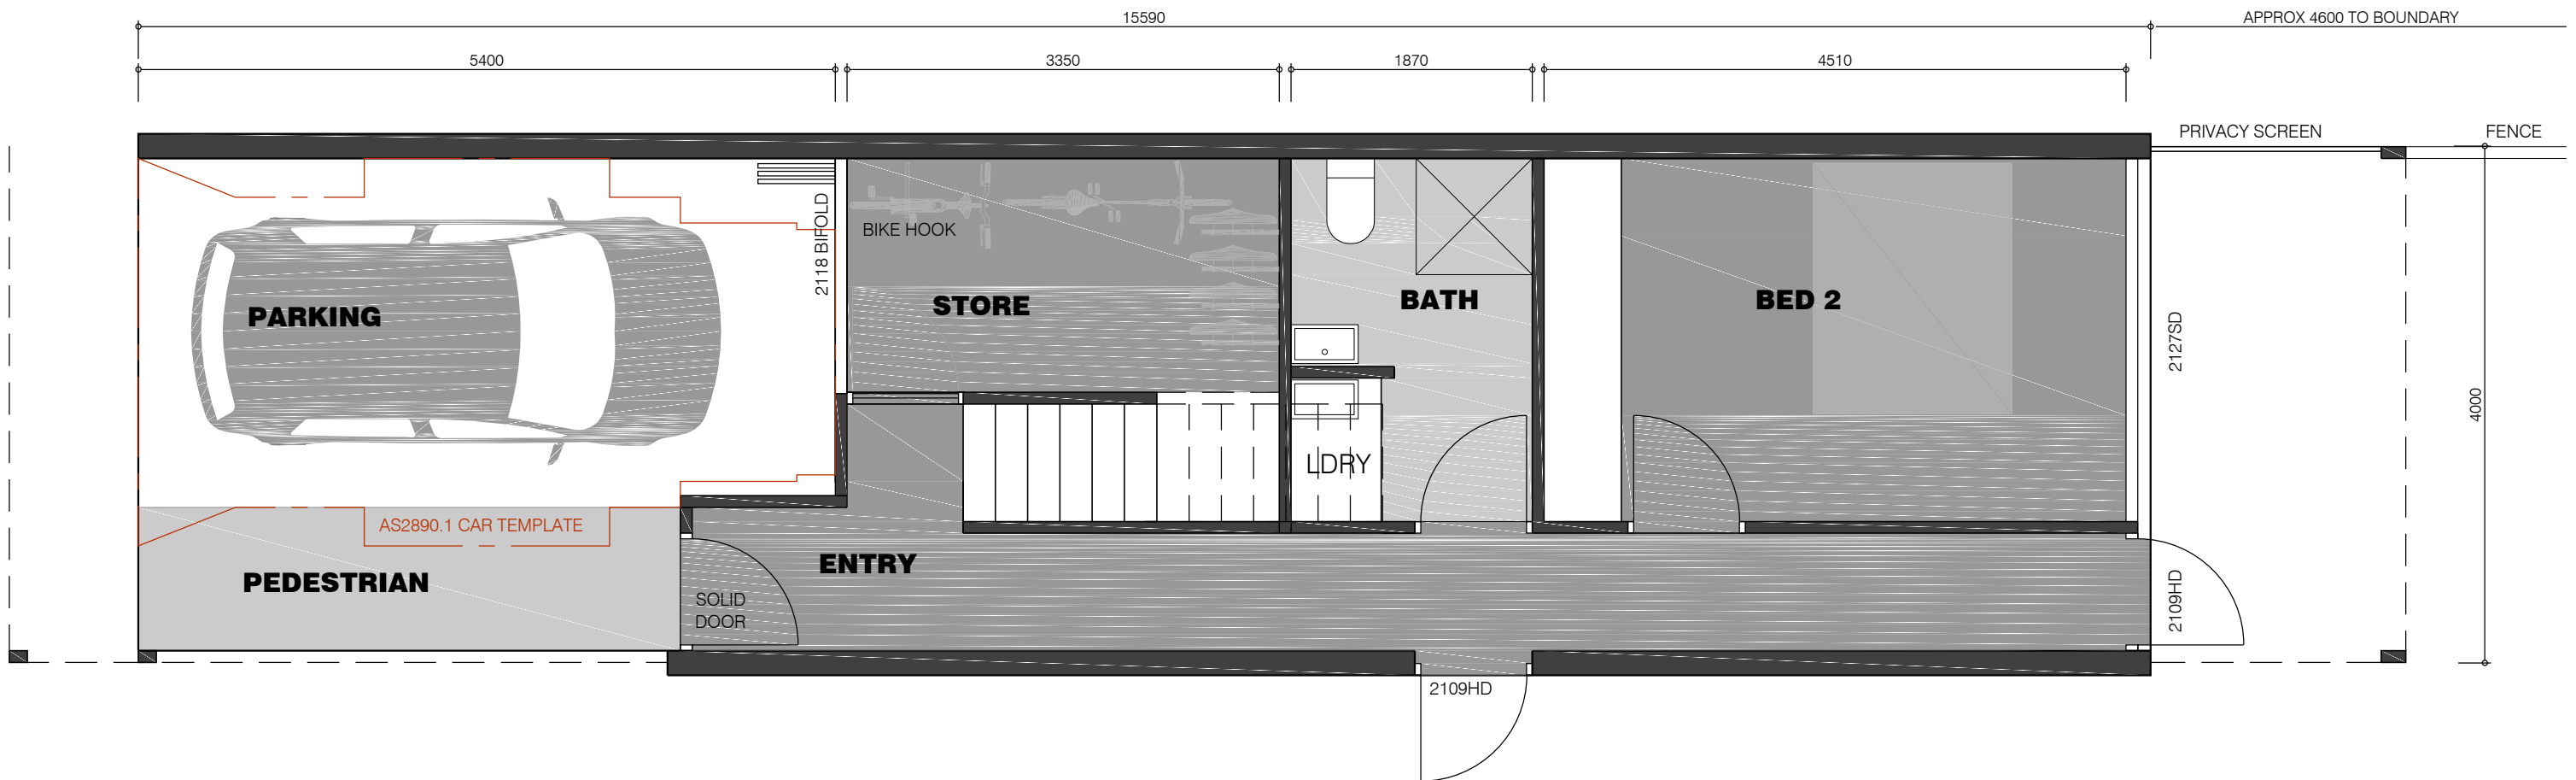 15590
APPROX 4600 TO BOUNDARY
5400
3350
1870
4510
PRIVACY SCREEN
FENCE
2118 BIFOLD
BIKE HOOK
PARKING
STORE
BATH
BED 2
2127SD
4000
LDRY
AS2890.1 CAR TEMPLATE
PEDESTRIAN
ENTRY
SOLID
DOOR
2109HD
2109HD